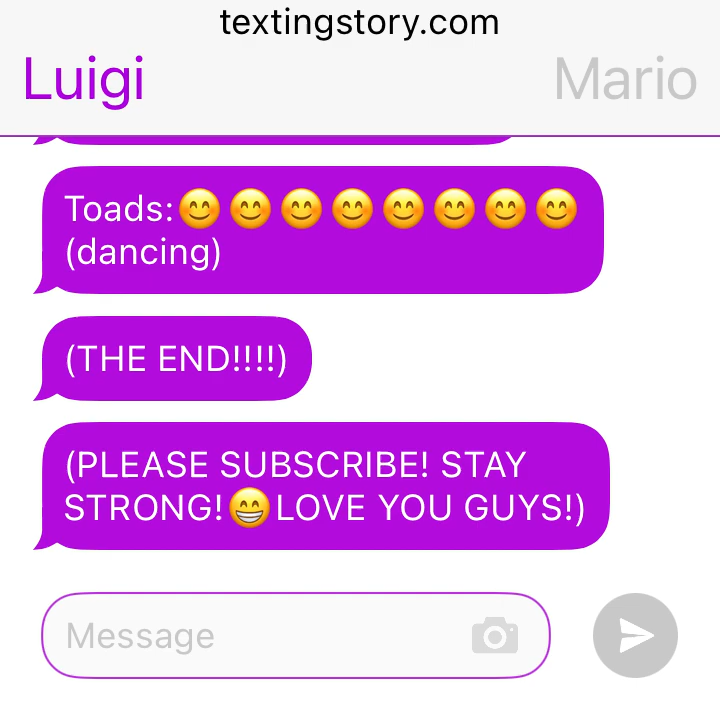 textingstory.com
Luigi Mario
Toads:😊😊😊😊😊😊😊😊
(dancing)
(THE END!!!!)
(PLEASE SUBSCRIBE! STAY
STRONG!😁LOVE YOU GUYS!)
Message